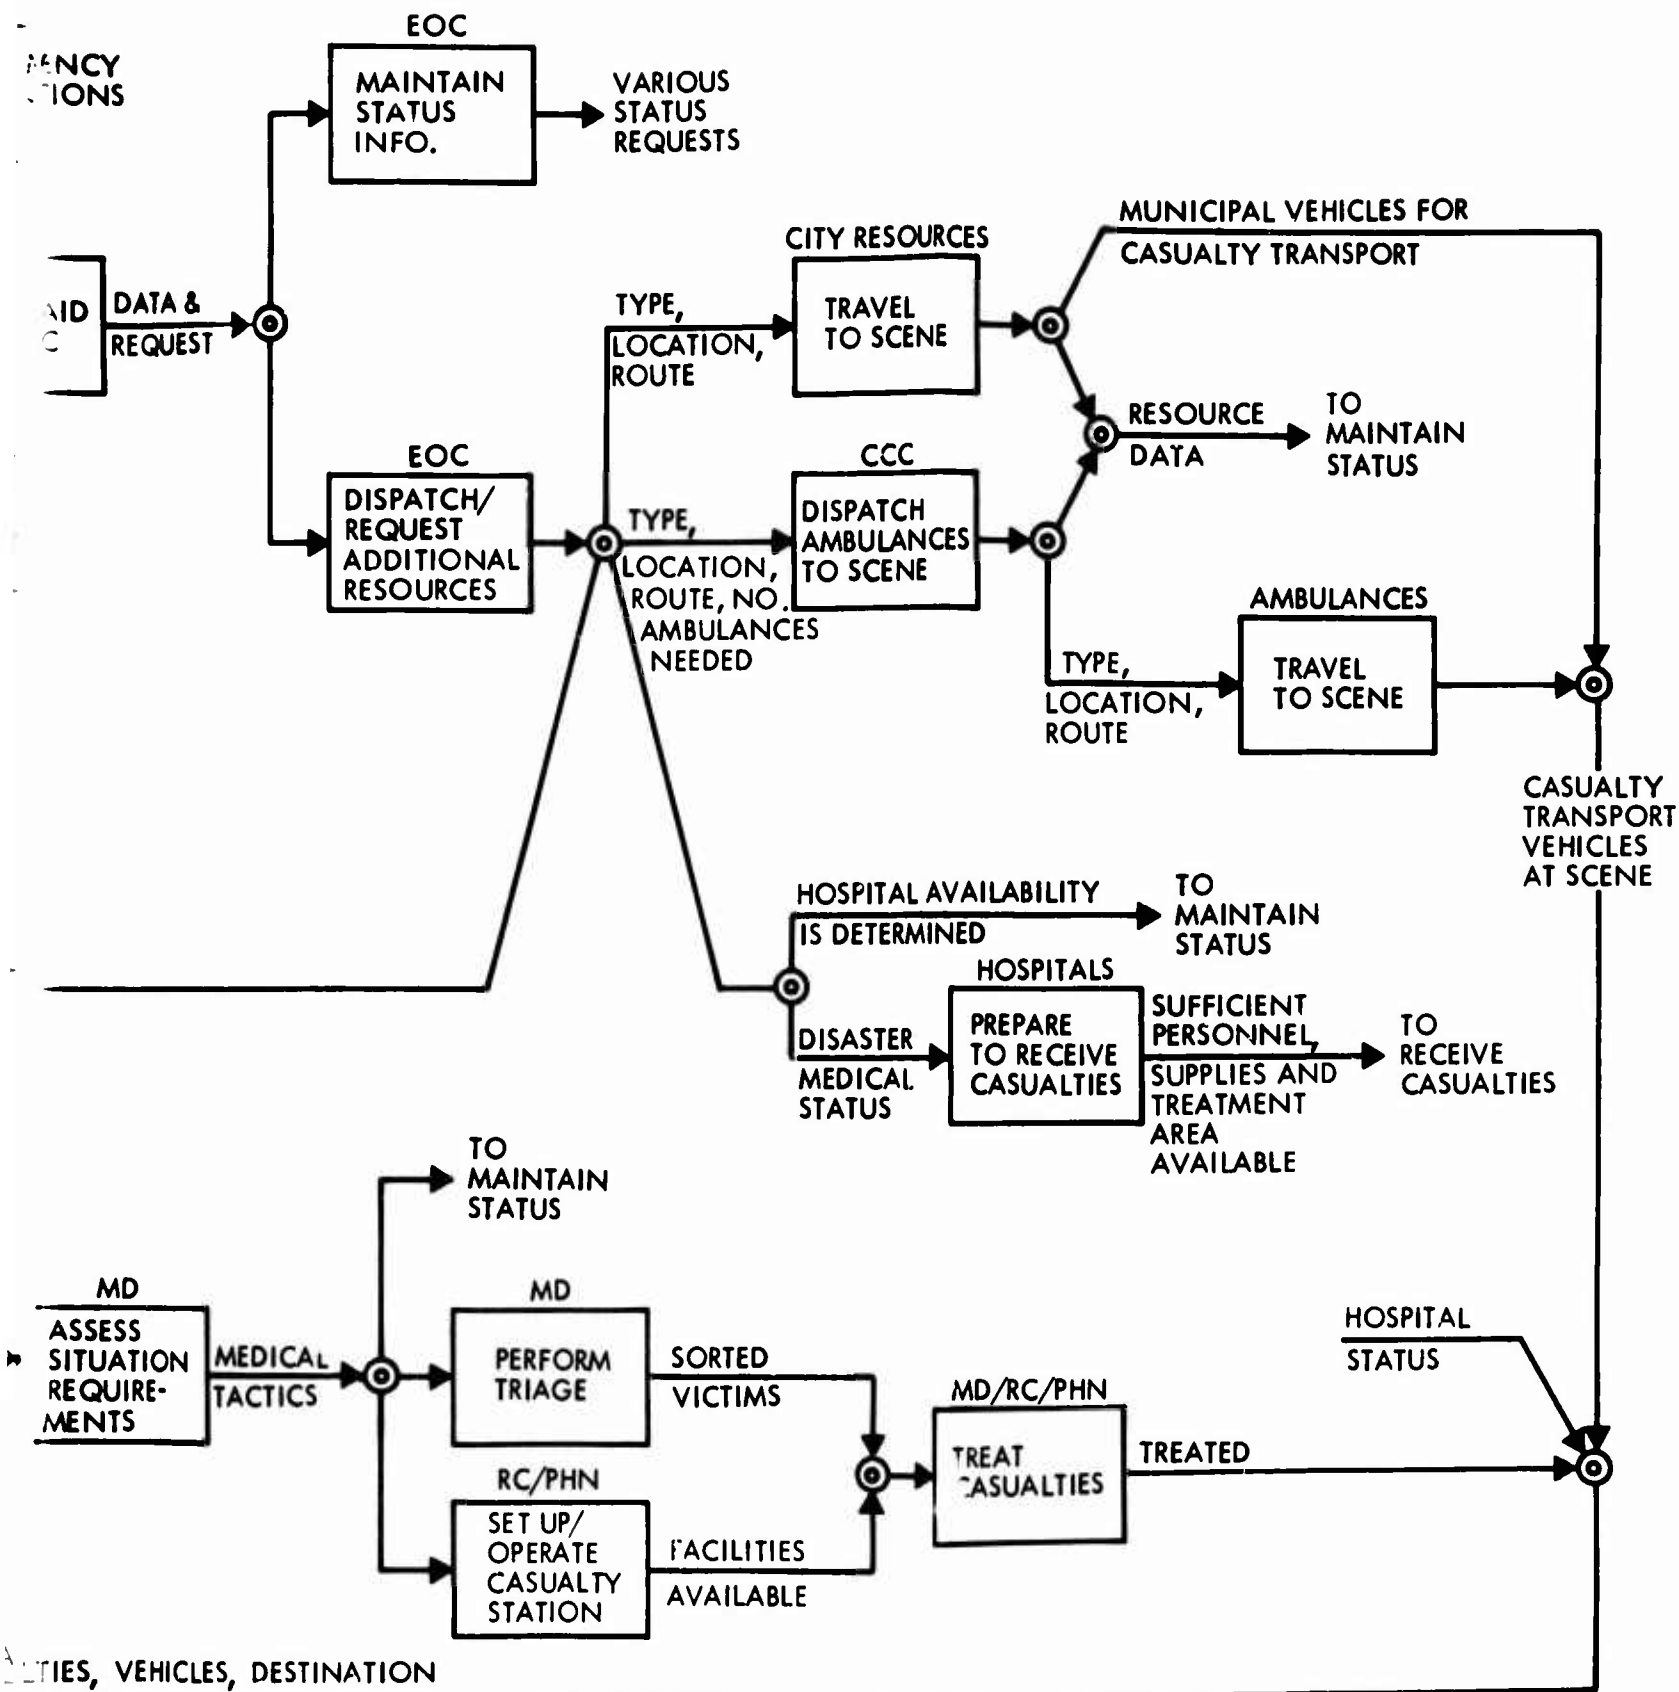 EOC
MAINTAIN
STATUS
INFO.
VARIOUS
STATUS
REQUESTS
DATA &
REQUEST
EOC
DISPATCH/
REQUEST
ADDITIONAL
RESOURCES
TYPE,
LOCATION,
ROUTE
CITY RESOURCES
TRAVEL
TO SCENE
MUNICIPAL VEHICLES FOR
CASUALTY TRANSPORT
TYPE,
LOCATION,
ROUTE, NO.
AMBULANCES
NEEDED
CCC
DISPATCH
AMBULANCES
TO SCENE
RESOURCE
DATA
TO
MAINTAIN
STATUS
TYPE,
LOCATION,
ROUTE
AMBULANCES
TRAVEL
TO SCENE
CASUALTY
TRANSPORT
VEHICLES
AT SCENE
HOSPITAL AVAILABILITY
IS DETERMINED
TO
MAINTAIN
STATUS
DISASTER
MEDICAL
STATUS
HOSPITALS
PREPARE
TO RECEIVE
CASUALTIES
SUFFICIENT
PERSONNEL,
SUPPLIES AND
TREATMENT
AREA
AVAILABLE
TO
RECEIVE
CASUALTIES
TO
MAINTAIN
STATUS
MD
ASSESS
SITUATION
REQUIRE-
MENTS
MEDICAL
TACTICS
MD
PERFORM
TRIAGE
SORTED
VICTIMS
RC/PHN
SET UP/
OPERATE
CASUALTY
STATION
FACILITIES
AVAILABLE
MD/RC/PHN
TREAT
CASUALTIES
TREATED
HOSPITAL
STATUS
VEHICLES, DESTINATION